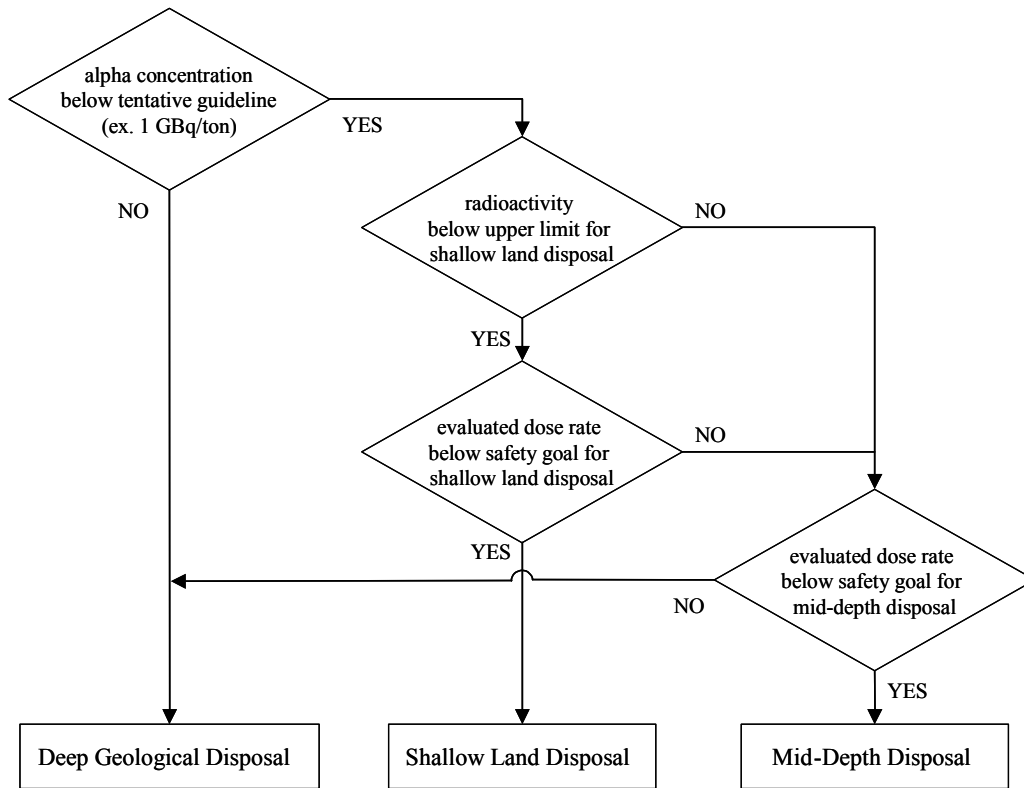 alpha concentration
below tentative guideline
(ex. 1 GBq/ton)
YES
NO
radioactivity
below upper limit for
shallow land disposal
NO
YES
evaluated dose rate
below safety goal for
shallow land disposal
NO
YES
evaluated dose rate
below safety goal for
mid-depth disposal
NO
YES
Deep Geological Disposal
Shallow Land Disposal
Mid-Depth Disposal